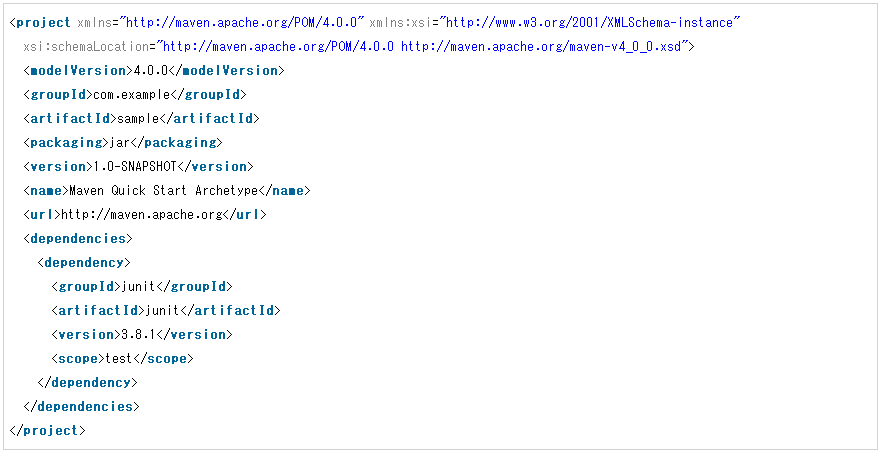 <project xmlns="http://maven.apache.org/POM/4.0.0" xmlns:xsi="http://www.w3.org/2001/XMLSchema-instance"
  xsi:schemaLocation="http://maven.apache.org/POM/4.0.0 http://maven.apache.org/maven-v4_0_0.xsd">
  <modelVersion>4.0.0</modelVersion>
  <groupId>com.example</groupId>
  <artifactId>sample</artifactId>
  <packaging>jar</packaging>
  <version>1.0-SNAPSHOT</version>
  <name>Maven Quick Start Archetype</name>
  <url>http://maven.apache.org</url>
  <dependencies>
    <dependency>
      <groupId>junit</groupId>
      <artifactId>junit</artifactId>
      <version>3.8.1</version>
      <scope>test</scope>
    </dependency>
  </dependencies>
</project>